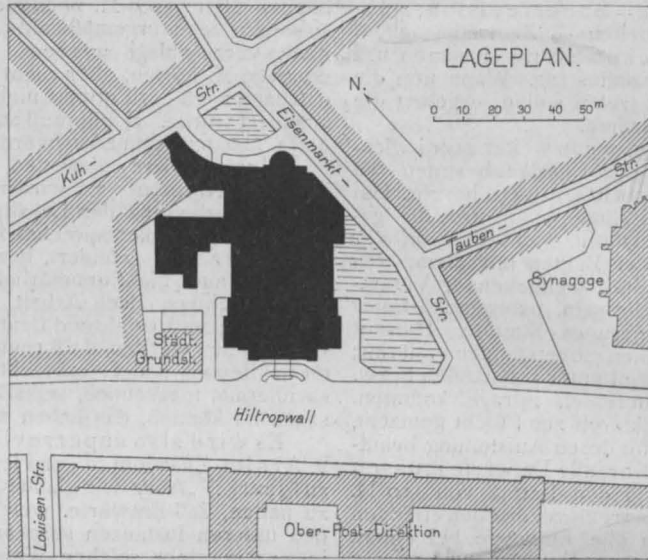 LAGEPLAN.
N.
0 10 20 30 40 50 m
Kuh - Str.
Eisenmarkt - Str.
Tauben - Str.
Synagoge
Städt.
Grundst.
Hiltropwall
Louisen-Str.
Ober-Post-Direktion